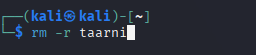 ┌──(kali㉿kali)-[~]
└─$ rm -r taarni